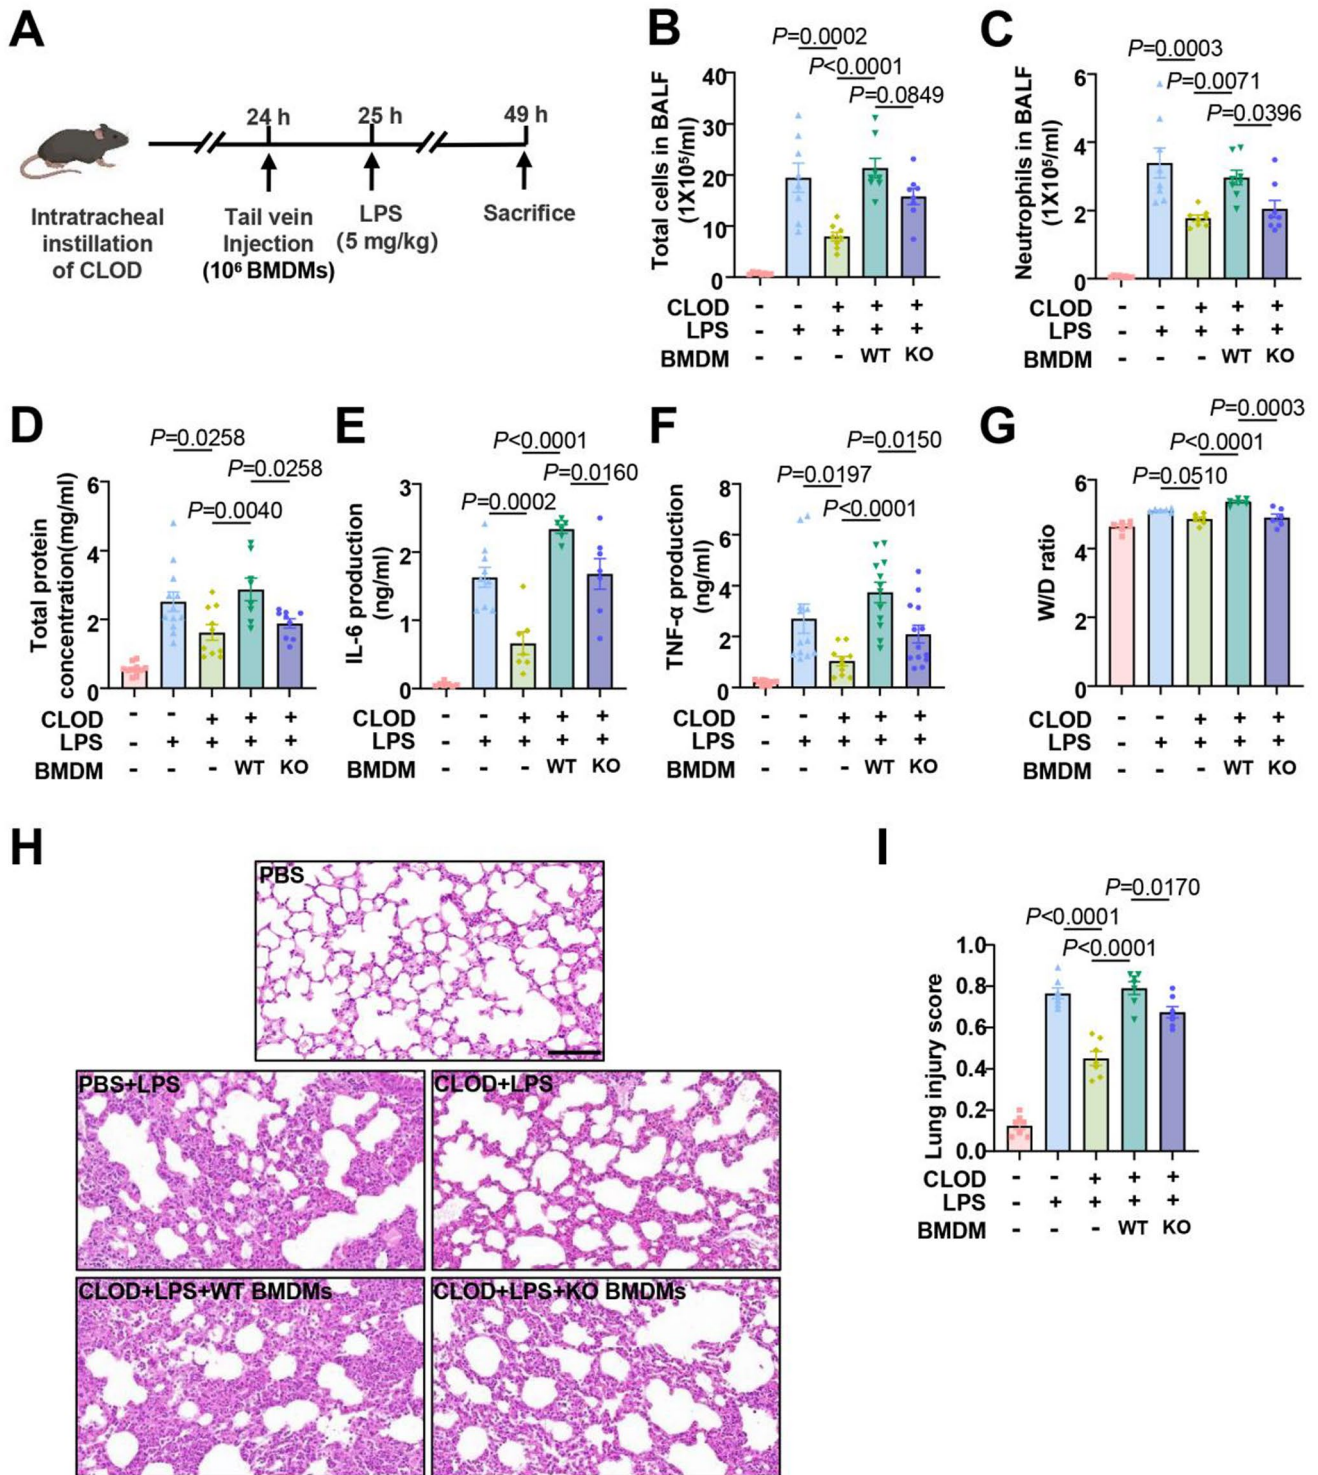 A
24 h
25 h
49 h
Intratracheal
instillation
of CLOD
Tail vein
Injection
(10⁶ BMDMs)
LPS
(5 mg/kg)
Sacrifice
B
P=0.0002
P<0.0001
P=0.0849
Total cells in BALF
(1X10⁵/ml)
40
30
20
10
0
CLOD - - + + +
LPS - + + + +
BMDM - - - WT KO
C
P=0.0003
P=0.0071
P=0.0396
Neutrophils in BALF
(1X10⁵/ml)
6
4
2
0
CLOD - - + + +
LPS - + + + +
BMDM - - - WT KO
D
P=0.0258
P=0.0258
P=0.0040
Total protein
concentration(mg/ml)
6
4
2
0
CLOD - - + + +
LPS - + + + +
BMDM - - - WT KO
E
P<0.0001
P=0.0160
P=0.0002
IL-6 production
(ng/ml)
3
2
1
0
CLOD - - + + +
LPS - + + + +
BMDM - - - WT KO
F
P=0.0150
P=0.0197
P<0.0001
TNF-α production
(ng/ml)
8
6
4
2
0
CLOD - - + + +
LPS - + + + +
BMDM - - - WT KO
G
P=0.0003
P<0.0001
P=0.0510
W/D ratio
6
4
2
0
CLOD - - + + +
LPS - + + + +
BMDM - - - WT KO
H
PBS
PBS+LPS
CLOD+LPS
CLOD+LPS+WT BMDMs
CLOD+LPS+KO BMDMs
I
P=0.0170
P<0.0001
P<0.0001
Lung injury score
1.0
0.8
0.6
0.4
0.2
0.0
CLOD - - + + +
LPS - + + + +
BMDM - - - WT KO